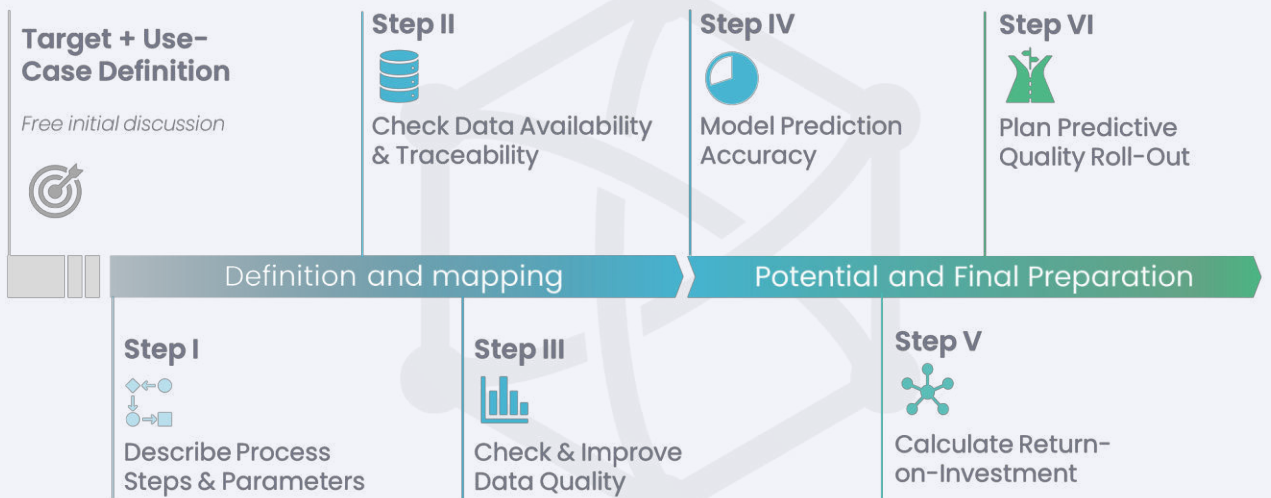 Target + Use-
Case Definition
Free initial discussion
Step II
Check Data Availability
& Traceability
Step IV
Model Prediction
Accuracy
Step VI
Plan Predictive
Quality Roll-Out
Definition and mapping
Potential and Final Preparation
Step I
Describe Process
Steps & Parameters
Step III
Check & Improve
Data Quality
Step V
Calculate Return-
on-Investment